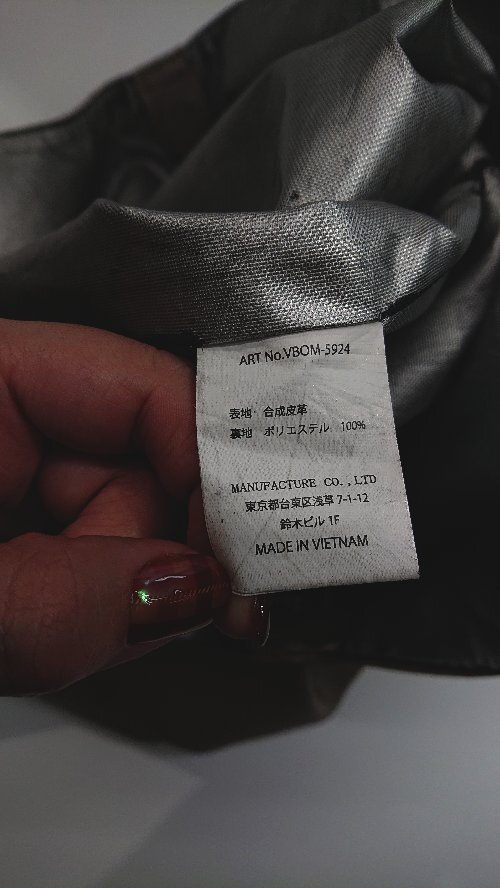 ART No.VBOM-5924
表地 合成皮革
裏地 ポリエステル 100%
MANUFACTURE CO.,LTD
東京都台東区浅草 7-1-12
鈴木ビル 1F
MADE IN VIETNAM